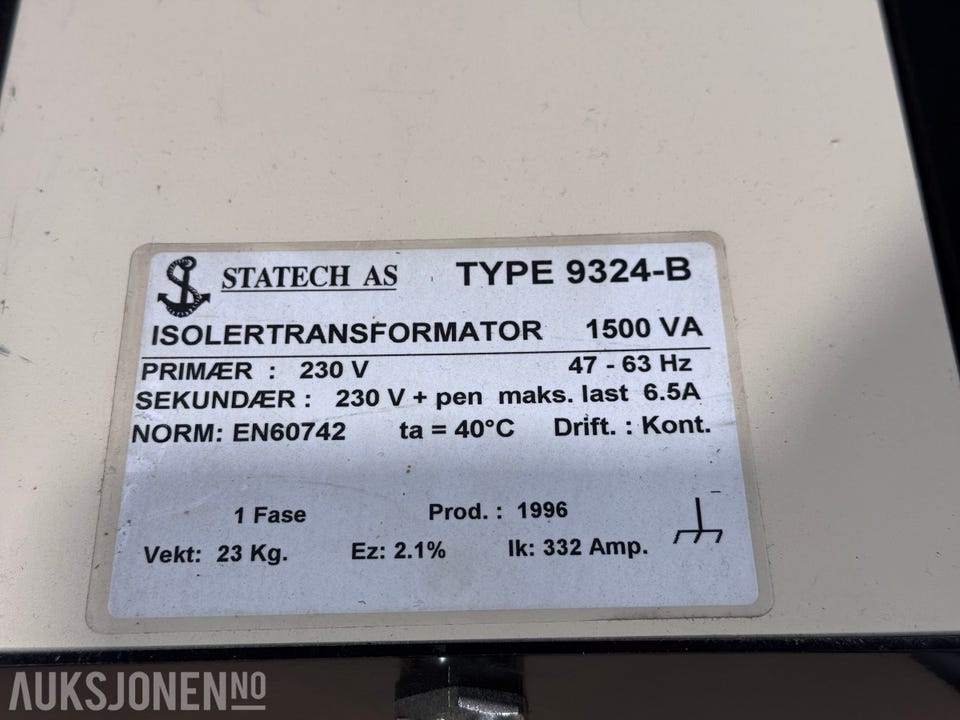 STATECH AS TYPE 9324-B
ISOLERTRANSFORMATOR 1500 VA
PRIMÆR : 230 V 47 - 63 Hz
SEKUNDÆR : 230 V + pen maks. last 6.5A
NORM: EN60742 ta = 40°C Drift. : Kont.
1 Fase Prod. : 1996
Vekt: 23 Kg. Ez: 2.1% Ik: 332 Amp.
AUKSJONEN NO